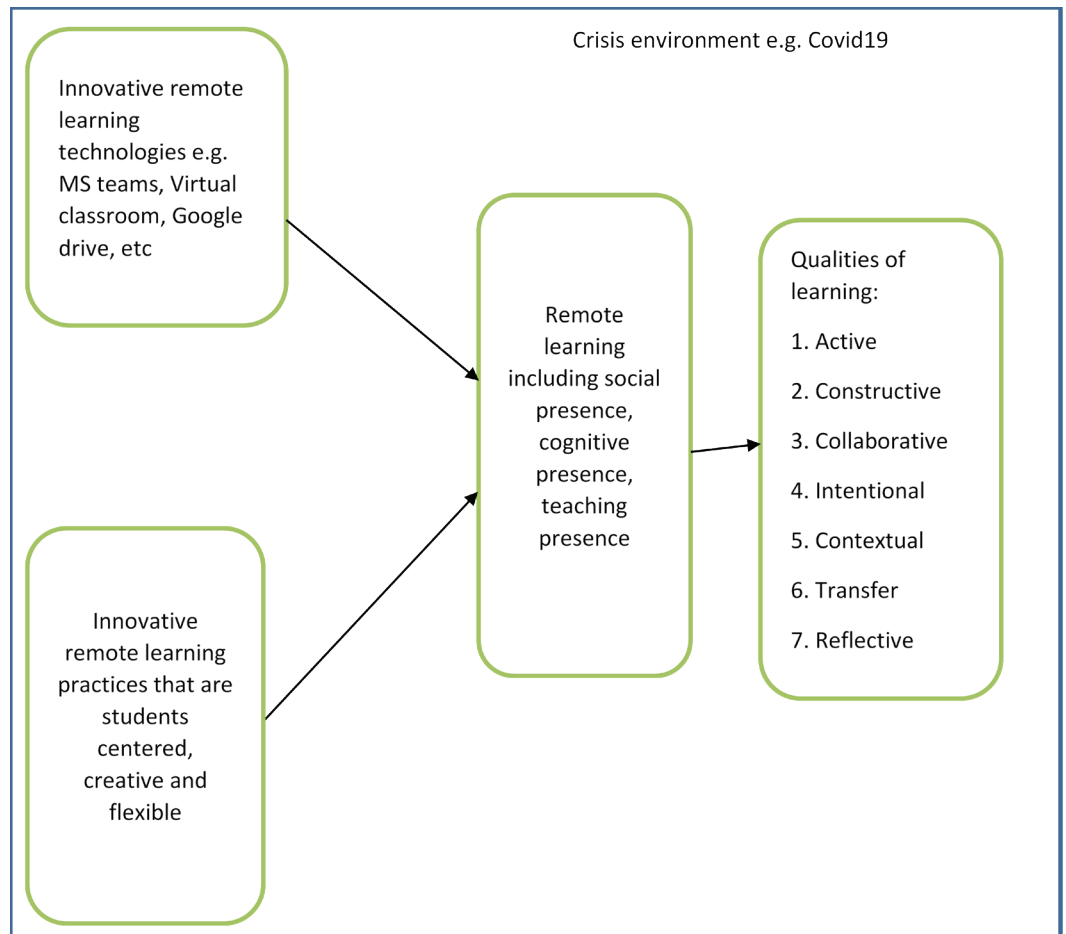 Crisis environment e.g. Covid19
Innovative remote
learning
technologies e.g.
MS teams, Virtual
classroom, Google
drive, etc
Innovative
remote learning
practices that are
students
centered,
creative and
flexible
Remote
learning
including social
presence,
cognitive
presence,
teaching
presence
Qualities of
learning:
1. Active
2. Constructive
3. Collaborative
4. Intentional
5. Contextual
6. Transfer
7. Reflective